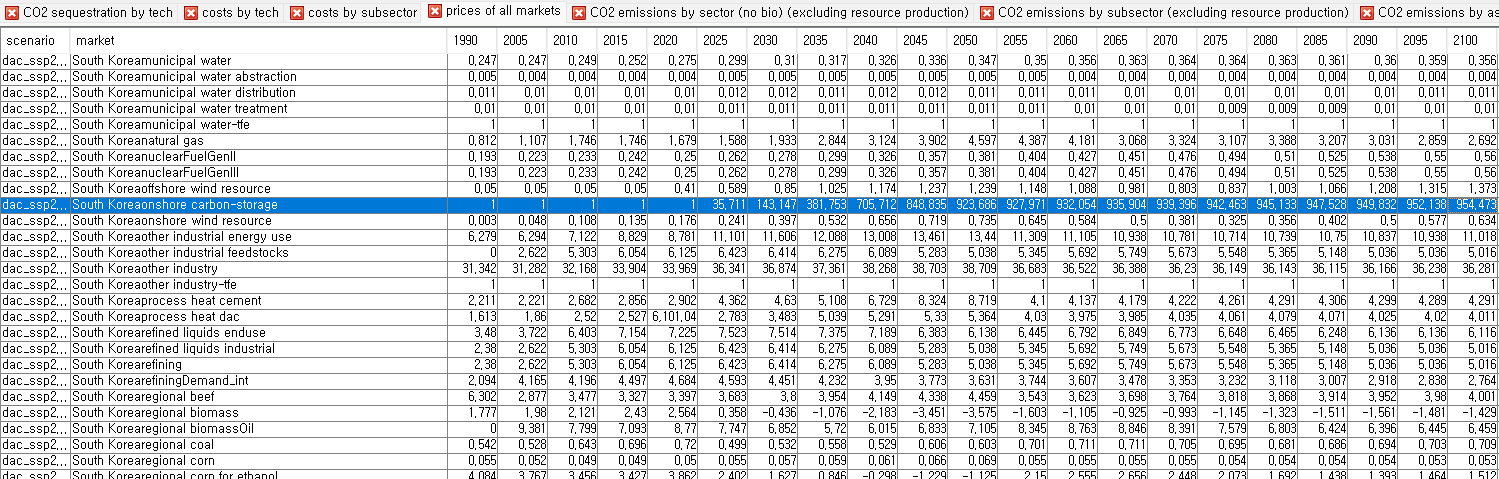 CO2 sequestration by tech costs by tech costs by subsector prices of all markets CO2 emissions by sector (no bio) (excluding resource production) CO2 emissions by subsector (excluding resource production) CO2 emissions by as
scenario market 1990 2005 2010 2015 2020 2025 2030 2035 2040 2045 2050 2055 2060 2065 2070 2075 2080 2085 2090 2095 2100
dac_ssp2,,, South Koreamunicipal water 0,247 0,247 0,249 0,252 0,275 0,299 0,31 0,317 0,326 0,336 0,347 0,35 0,356 0,363 0,364 0,364 0,363 0,361 0,36 0,359 0,356
dac_ssp2,,, South Koreamunicipal water abstraction 0,005 0,004 0,004 0,004 0,005 0,005 0,005 0,005 0,005 0,005 0,005 0,005 0,004 0,004 0,004 0,004 0,004 0,004 0,004 0,004 0,004
dac_ssp2,,, South Koreamunicipal water distribution 0,011 0,01 0,01 0,01 0,01 0,012 0,012 0,011 0,012 0,012 0,011 0,011 0,011 0,011 0,011 0,011 0,011 0,011 0,011 0,011 0,011
dac_ssp2,,, South Koreamunicipal water treatment 0,01 0,01 0,01 0,01 0,01 0,011 0,011 0,011 0,011 0,011 0,011 0,011 0,01 0,01 0,01 0,009 0,009 0,01 0,01 0,01 0,01
dac_ssp2,,, South Koreamunicipal water-tfe 1 1 1 1 1 1 1 1 1 1 1 1 1 1 1 1 1 1 1 1 1
dac_ssp2,,, South Koreanatural gas 0,812 1,107 1,746 1,746 1,679 1,588 1,933 2,844 3,124 3,902 4,597 4,387 4,181 3,068 3,324 3,107 3,388 3,207 3,031 2,859 2,692
dac_ssp2,,, South KoreanuclearFuelGenII 0,193 0,223 0,233 0,242 0,25 0,262 0,278 0,299 0,326 0,357 0,381 0,404 0,427 0,451 0,476 0,494 0,51 0,525 0,538 0,55 0,56
dac_ssp2,,, South KoreanuclearFuelGenIII 0,193 0,223 0,233 0,242 0,25 0,262 0,278 0,299 0,326 0,357 0,381 0,404 0,427 0,451 0,476 0,494 0,51 0,525 0,538 0,55 0,56
dac_ssp2,,, South Koreaoffshore wind resource 0,05 0,05 0,05 0,05 0,41 0,589 0,85 1,025 1,174 1,237 1,239 1,148 1,088 0,981 0,803 0,837 1,003 1,066 1,208 1,315 1,373
dac_ssp2,,, South Koreaonshore carbon-storage 1 1 1 1 1 35,711 143,147 381,753 705,712 848,835 923,686 927,971 932,054 935,904 939,396 942,463 945,133 947,528 949,832 952,138 954,473
dac_ssp2,,, South Koreaonshore wind resource 0,003 0,048 0,108 0,135 0,176 0,241 0,397 0,532 0,656 0,719 0,735 0,645 0,584 0,5 0,381 0,325 0,356 0,402 0,5 0,577 0,634
dac_ssp2,,, South Koreaother industrial energy use 6,279 6,294 7,122 8,829 8,781 11,101 11,606 12,088 13,008 13,461 13,44 11,309 11,105 10,938 10,781 10,714 10,739 10,75 10,837 10,938 11,018
dac_ssp2,,, South Koreaother industrial feedstocks 0 2,622 5,303 6,054 6,125 6,423 6,414 6,275 6,089 5,283 5,038 5,345 5,692 5,749 5,673 5,548 5,365 5,148 5,036 5,036 5,016
dac_ssp2,,, South Koreaother industry 31,342 31,282 32,168 33,904 33,969 36,341 36,874 37,361 38,268 38,703 38,709 36,683 36,522 36,388 36,23 36,149 36,143 36,115 36,166 36,238 36,281
dac_ssp2,,, South Koreaother industry-tfe 1 1 1 1 1 1 1 1 1 1 1 1 1 1 1 1 1 1 1 1 1
dac_ssp2,,, South Koreaprocess heat cement 2,211 2,221 2,682 2,856 2,902 4,362 4,63 5,108 6,729 8,324 8,719 4,1 4,137 4,179 4,222 4,261 4,291 4,306 4,299 4,289 4,291
dac_ssp2,,, South Koreaprocess heat dac 1,613 1,86 2,52 2,527 6,101,04 2,783 3,483 5,039 5,291 5,33 5,364 4,03 3,975 3,985 4,035 4,061 4,079 4,071 4,025 4,02 4,011
dac_ssp2,,, South Korearefined liquids enduse 3,48 3,722 6,403 7,154 7,225 7,523 7,514 7,375 7,189 6,383 6,138 6,445 6,792 6,849 6,773 6,648 6,465 6,248 6,136 6,136 6,116
dac_ssp2,,, South Korearefined liquids industrial 2,38 2,622 5,303 6,054 6,125 6,423 6,414 6,275 6,089 5,283 5,038 5,345 5,692 5,749 5,673 5,548 5,365 5,148 5,036 5,036 5,016
dac_ssp2,,, South Korearefining 2,38 2,622 5,303 6,054 6,125 6,423 6,414 6,275 6,089 5,283 5,038 5,345 5,692 5,749 5,673 5,548 5,365 5,148 5,036 5,036 5,016
dac_ssp2,,, South KorearefiningDemand_int 2,094 4,165 4,196 4,497 4,684 4,593 4,451 4,232 3,95 3,773 3,631 3,744 3,607 3,478 3,353 3,232 3,118 3,007 2,918 2,838 2,764
dac_ssp2,,, South Korearegional beef 6,302 2,877 3,477 3,327 3,397 3,683 3,8 3,954 4,149 4,338 4,459 3,543 3,623 3,698 3,764 3,818 3,868 3,914 3,952 3,98 4,001
dac_ssp2,,, South Korearegional biomass 1,777 1,98 2,121 2,43 2,564 0,358 -0,436 -1,076 -2,183 -3,451 -3,575 -1,603 -1,105 -0,925 -0,993 -1,145 -1,323 -1,511 -1,561 -1,481 -1,429
dac_ssp2,,, South Korearegional biomassOil 0 9,381 7,799 7,093 8,77 7,747 6,852 5,72 6,015 6,833 7,105 8,345 8,763 8,846 8,391 7,579 6,803 6,424 6,396 6,445 6,459
dac_ssp2,,, South Korearegional coal 0,542 0,528 0,643 0,696 0,72 0,499 0,532 0,558 0,529 0,606 0,603 0,701 0,711 0,711 0,705 0,695 0,681 0,686 0,694 0,703 0,709
dac_ssp2,,, South Korearegional corn 0,055 0,052 0,049 0,049 0,05 0,055 0,057 0,059 0,061 0,066 0,069 0,055 0,055 0,055 0,055 0,055 0,054 0,054 0,054 0,053 0,053
dac_ssp2,,, South Korearegional corn for ethanol 4,084 3,767 3,456 3,427 3,862 2,402 1,627 0,846 -0,298 -1,229 -1,125 2,15 2,555 2,656 2,448 2,073 1,692 1,438 1,393 1,464 1,512